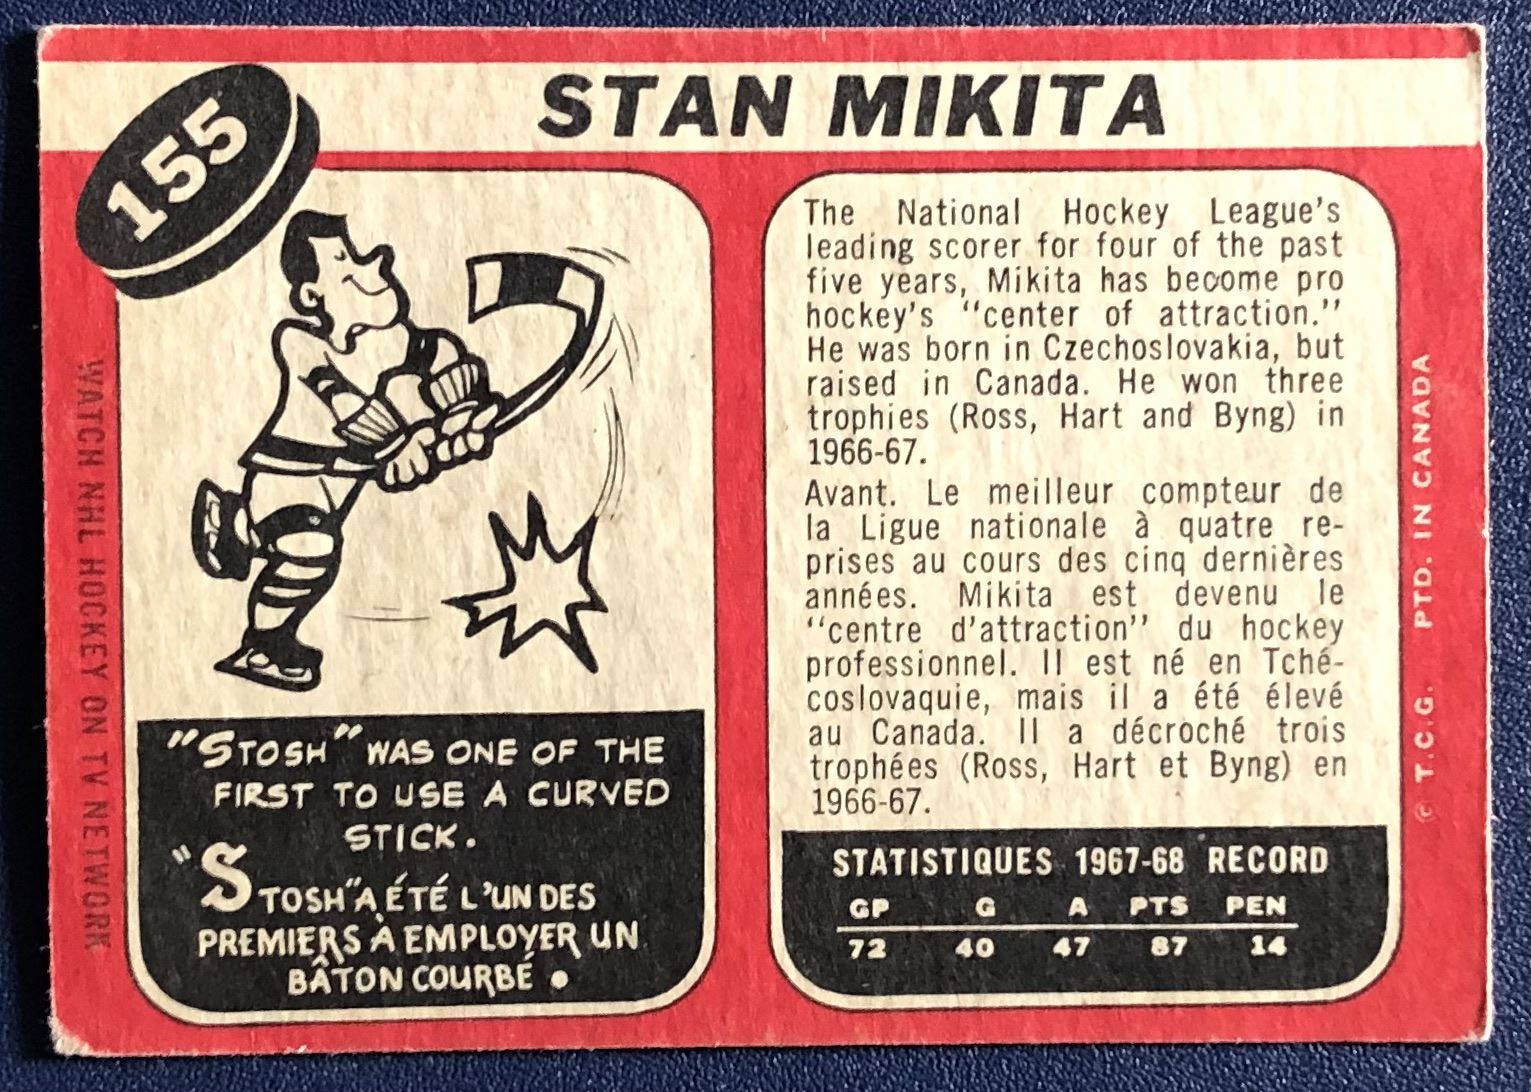 STAN MIKITA
155
WATCH NHL HOCKEY ON TV NETWORK
"STOSH" WAS ONE OF THE
FIRST TO USE A CURVED
STICK.
"STOSH" A ÉTÉ L'UN DES
PREMIERS À EMPLOYER UN
BÂTON COURBÉ.
The National Hockey League's
leading scorer for four of the past
five years, Mikita has become pro
hockey's "center of attraction."
He was born in Czechoslovakia, but
raised in Canada. He won three
trophies (Ross, Hart and Byng) in
1966-67.
Avant. Le meilleur compteur de
la Ligue nationale à quatre re-
prises au cours des cinq dernières
années. Mikita est devenu le
"centre d'attraction" du hockey
professionnel. Il est né en Tché-
coslovaquie, mais il a été élevé
au Canada. Il a décroché trois
trophées (Ross, Hart et Byng) en
1966-67.
STATISTIQUES 1967-68 RECORD
GP G A PTS PEN
72 40 47 87 14
© T.C.G. PTD. IN CANADA